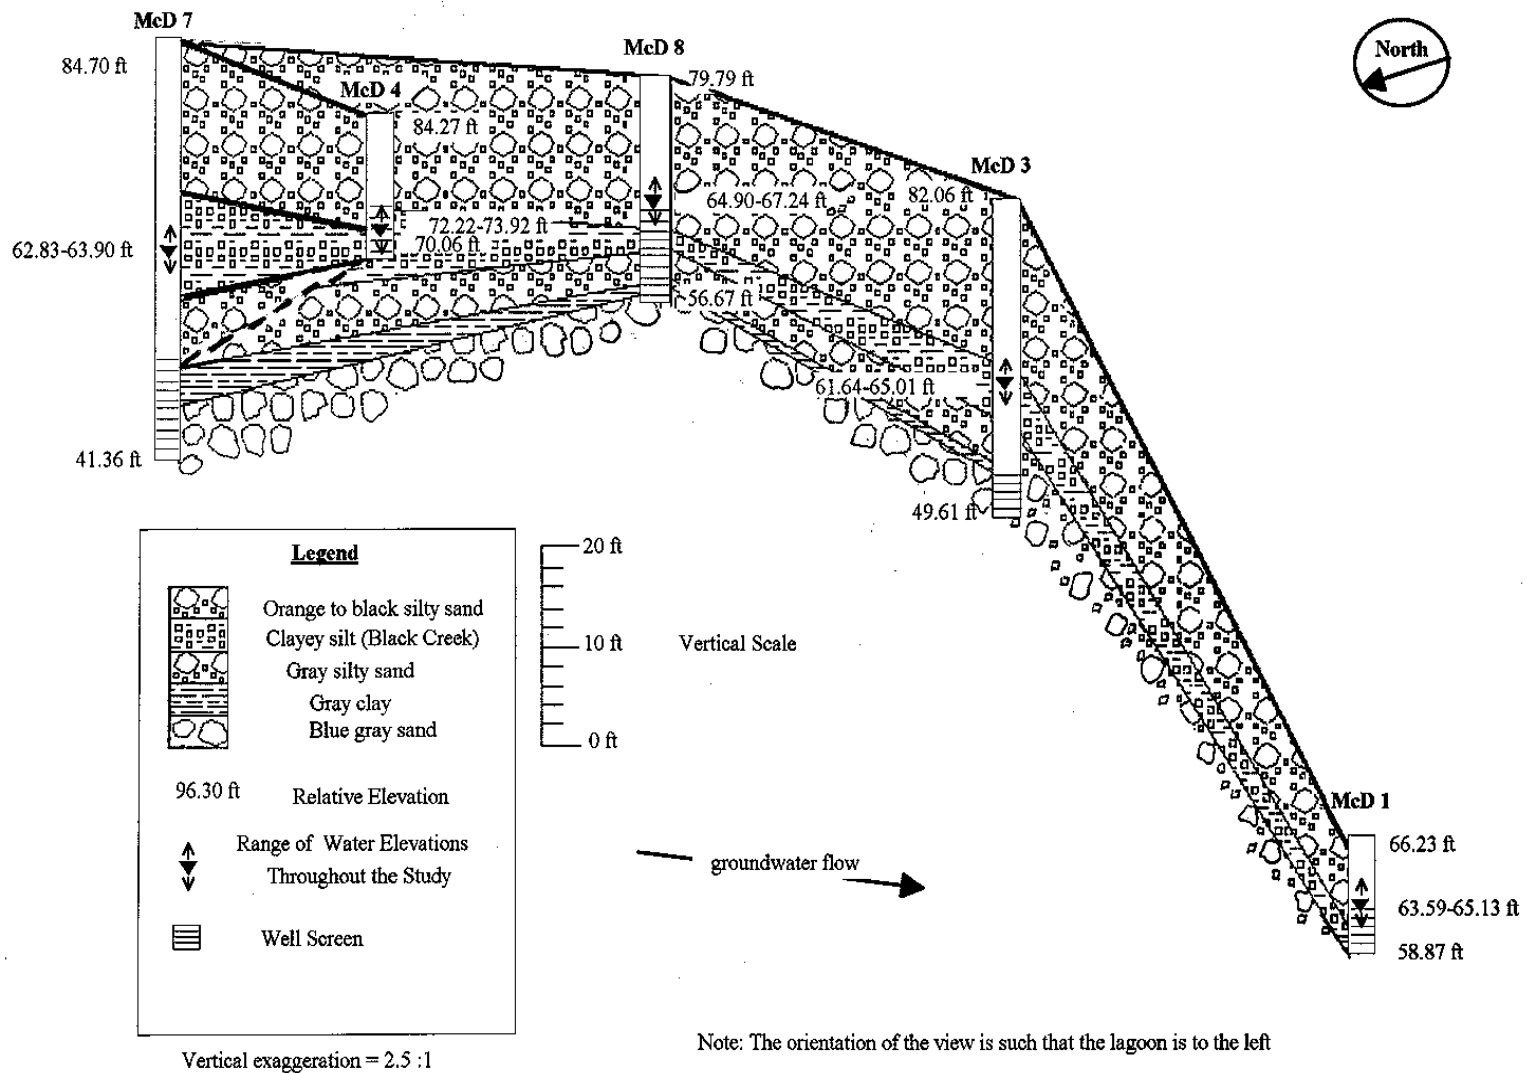 McD 7
McD 8
North
84.70 ft
79.79 ft
McD 4
84.27 ft
McD 3
64.90-67.24 ft
82.06 ft
72.22-73.92 ft
70.06 ft
62.83-63.90 ft
56.67 ft
61.64-65.01 ft
41.36 ft
49.61 ft
Legend
Orange to black silty sand
Clayey silt (Black Creek)
Gray silty sand
Gray clay
Blue gray sand
96.30 ft
Relative Elevation
Range of Water Elevations
Throughout the Study
Well Screen
20 ft
10 ft
Vertical Scale
0 ft
groundwater flow
McD 1
66.23 ft
63.59-65.13 ft
58.87 ft
Note: The orientation of the view is such that the lagoon is to the left
Vertical exaggeration = 2.5 :1